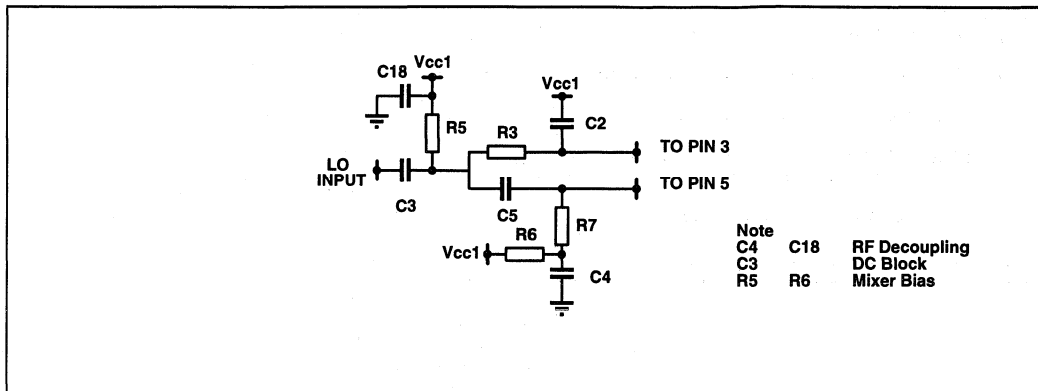 C18
Vcc1
Vcc1
R5
C2
R3
TO PIN 3
LO
INPUT
TO PIN 5
C3
C5
R7
R6
Vcc1
C4
Note
C4 C18 RF Decoupling
C3 DC Block
R5 R6 Mixer Bias